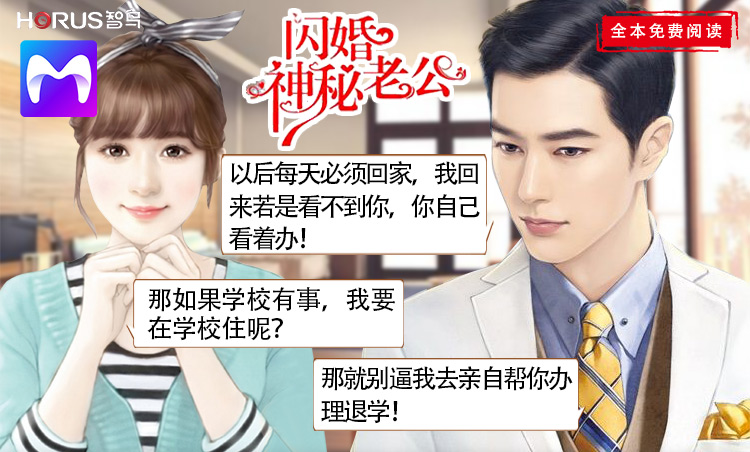 HORUS智鸟
全本免费阅读
闪婚
神秘老公
以后每天必须回家，我回
来若是看不到你，你自己
看着办！
那如果学校有事，我要
在学校住呢？
那就别逼我去亲自帮你办
理退学！